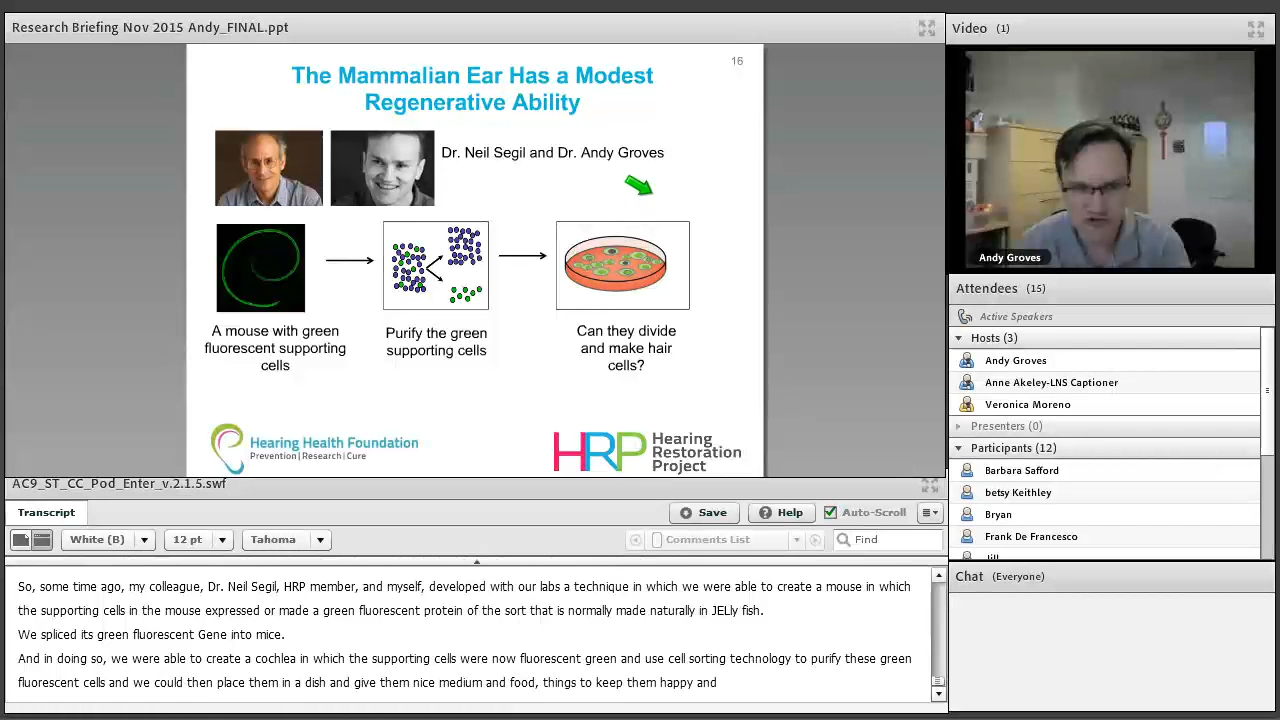 Research Briefing Nov 2015 Andy_FINAL.ppt
16
The Mammalian Ear Has a Modest
Regenerative Ability
Dr. Neil Segil and Dr. Andy Groves
A mouse with green
fluorescent supporting
cells
Purify the green
supporting cells
Can they divide
and make hair
cells?
Hearing Health Foundation
Prevention|Research|Cure
HRP Hearing
Restoration
Project
AC9_ST_CC_Pod_Enter_v.2.1.5.swf
Transcript
Save
Help
Auto-Scroll
White (B)
12 pt
Tahoma
Comments List
Find
So, some time ago, my colleague, Dr. Neil Segil, HRP member, and myself, developed with our labs a technique in which we were able to create a mouse in which
the supporting cells in the mouse expressed or made a green fluorescent protein of the sort that is normally made naturally in JELly fish.
We spliced its green fluorescent Gene into mice.
And in doing so, we were able to create a cochlea in which the supporting cells were now fluorescent green and use cell sorting technology to purify these green
fluorescent cells and we could then place them in a dish and give them nice medium and food, things to keep them happy and
Video (1)
Andy Groves
Attendees (15)
Active Speakers
Hosts (3)
Andy Groves
Anne Akeley-LNS Captioner
Veronica Moreno
Presenters (0)
Participants (12)
Barbara Safford
betsy Keithley
Bryan
Frank De Francesco
Chat (Everyone)